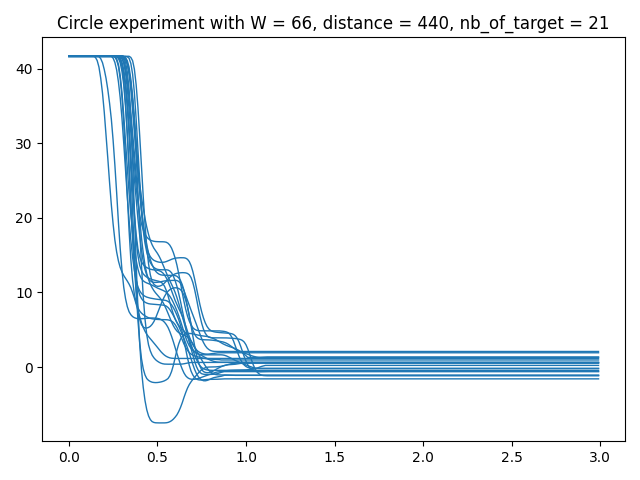 Circle experiment with W = 66, distance = 440, nb_of_target = 21
40
30
20
10
0
0.0 0.5 1.0 1.5 2.0 2.5 3.0